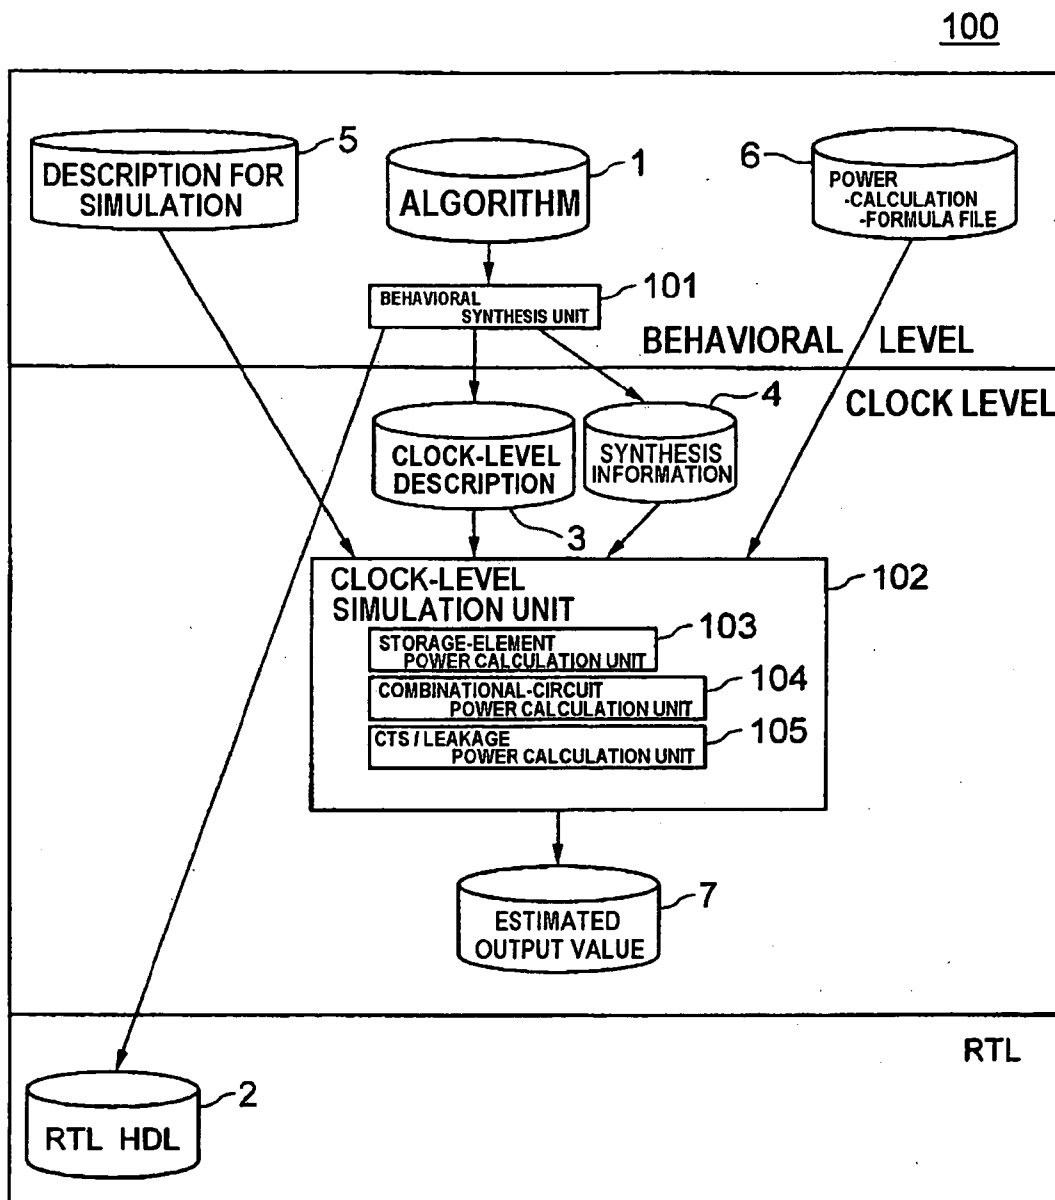 100
5
DESCRIPTION FOR
SIMULATION
1
ALGORITHM
6
POWER
-CALCULATION
-FORMULA FILE
101
BEHAVIORAL
SYNTHESIS UNIT
BEHAVIORAL LEVEL
CLOCK LEVEL
CLOCK-LEVEL
DESCRIPTION
3
4
SYNTHESIS
INFORMATION
102
CLOCK-LEVEL
SIMULATION UNIT
103
STORAGE-ELEMENT
POWER CALCULATION UNIT
104
COMBINATIONAL-CIRCUIT
POWER CALCULATION UNIT
105
CTS / LEAKAGE
POWER CALCULATION UNIT
7
ESTIMATED
OUTPUT VALUE
RTL
2
RTL HDL